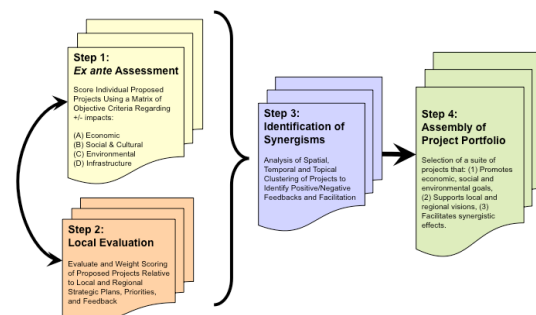 Step 1:
Ex ante Assessment
Score Individual Proposed
Projects Using a Matrix of
Objective Criteria Regarding
+/- impacts:
(A) Economic
(B) Social & Cultural
(C) Environmental
(D) Infrastructure
Step 2:
Local Evaluation
Evaluate and Weight Scoring
of Proposed Projects Relative
to Local and Regional
Strategic Plans, Priorities,
and Feedback
Step 3:
Identification of
Synergisms
Analysis of Spatial,
Temporal and Topical
Clustering of Projects to
Identify Positive/Negative
Feedbacks and Facilitation
Step 4:
Assembly of
Project Portfolio
Selection of a suite of
projects that: (1) Promotes
economic, social and
environmental goals,
(2) Supports local and
regional visions, (3)
Facilitates synergistic
effects.